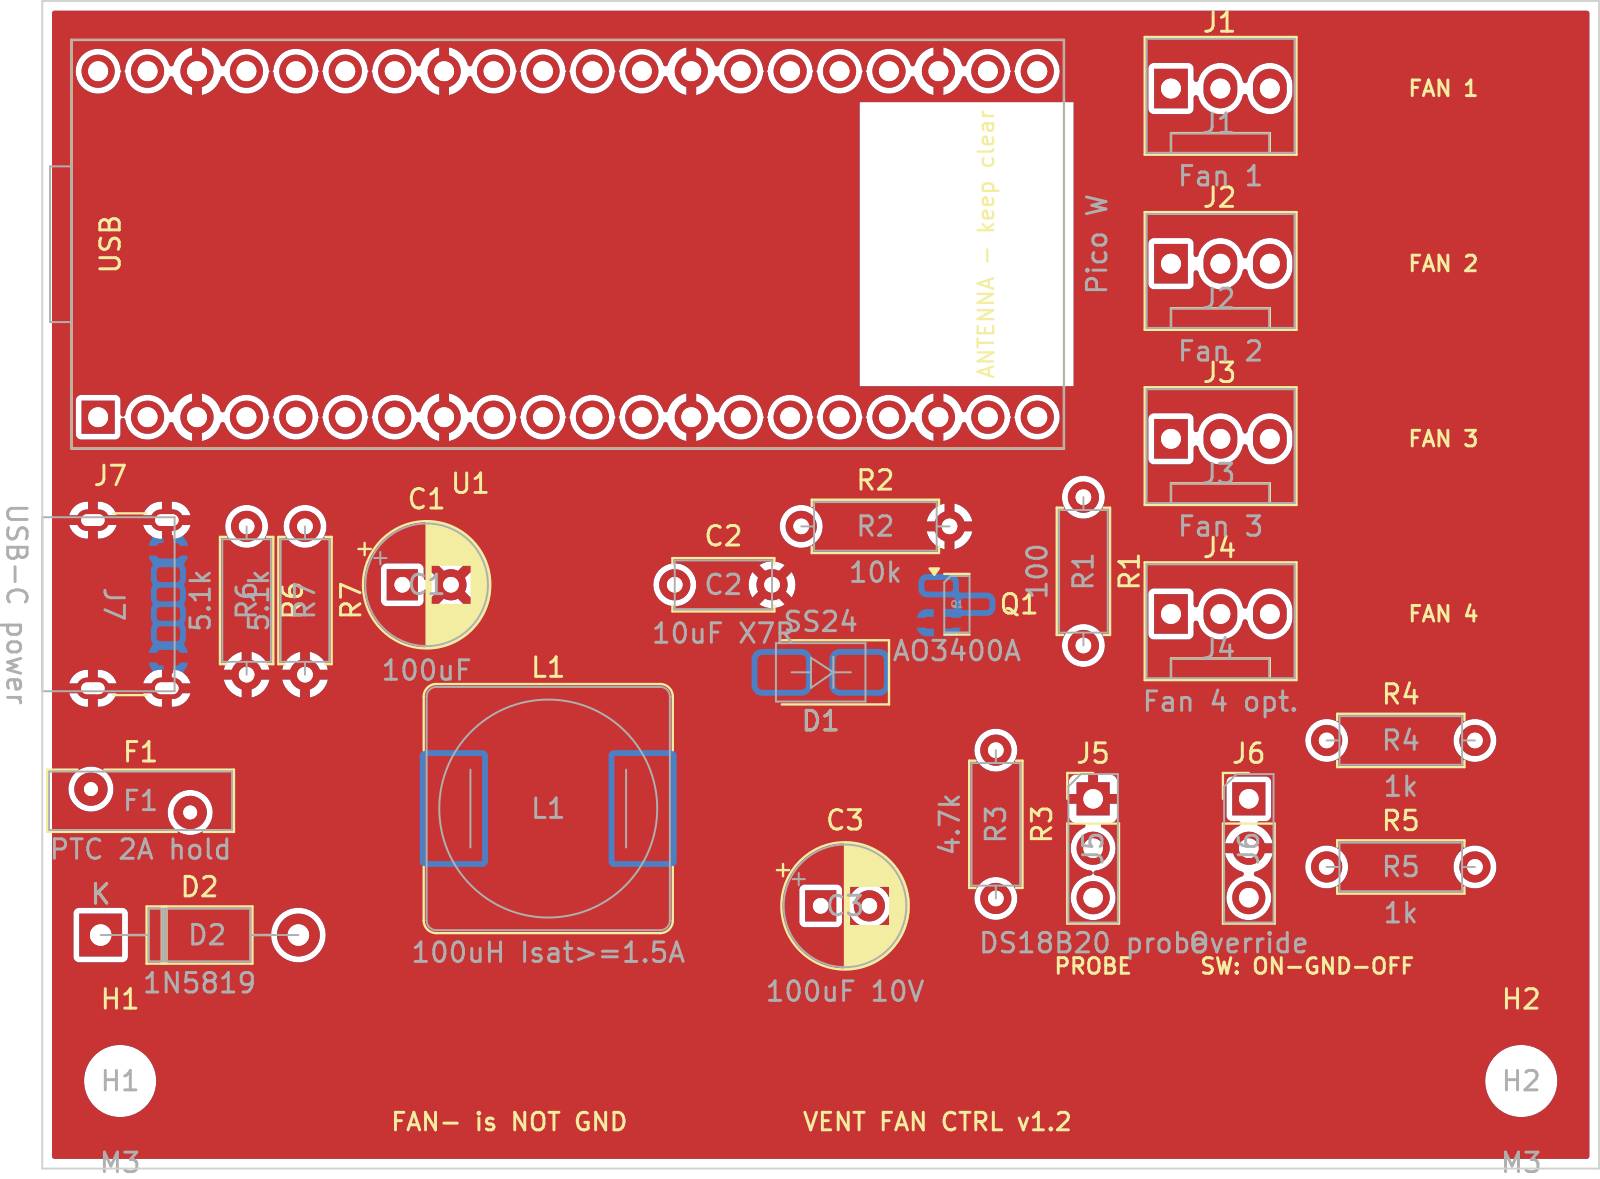 J1
FAN 1
J1
Fan 1
ANTENNA - keep clear
Pico W
USB
J2
FAN 2
J2
Fan 2
J3
FAN 3
J3
Fan 3
J7
U1
C1
R2
R2
10k
J4
FAN 4
J4
Fan 4 opt.
USB-C power
J7
5.1k
R6
R6
5.1k
R7
R7
+
+
C1
100uF
C2
C2
10uF X7R
SS24
D1
Q1
Q1
AO3400A
100
R1
R1
L1
L1
100uH Isat>=1.5A
F1
F1
PTC 2A hold
K
D2
D2
1N5819
C3
+
+
C3
100uF 10V
4.7k
R3
R3
J5
J5
DS18B20 probe
PROBE
J6
J6
Override
SW: ON-GND-OFF
R4
R4
1k
R5
R5
1k
H1
H1
M3
H2
H2
M3
FAN- is NOT GND
VENT FAN CTRL v1.2